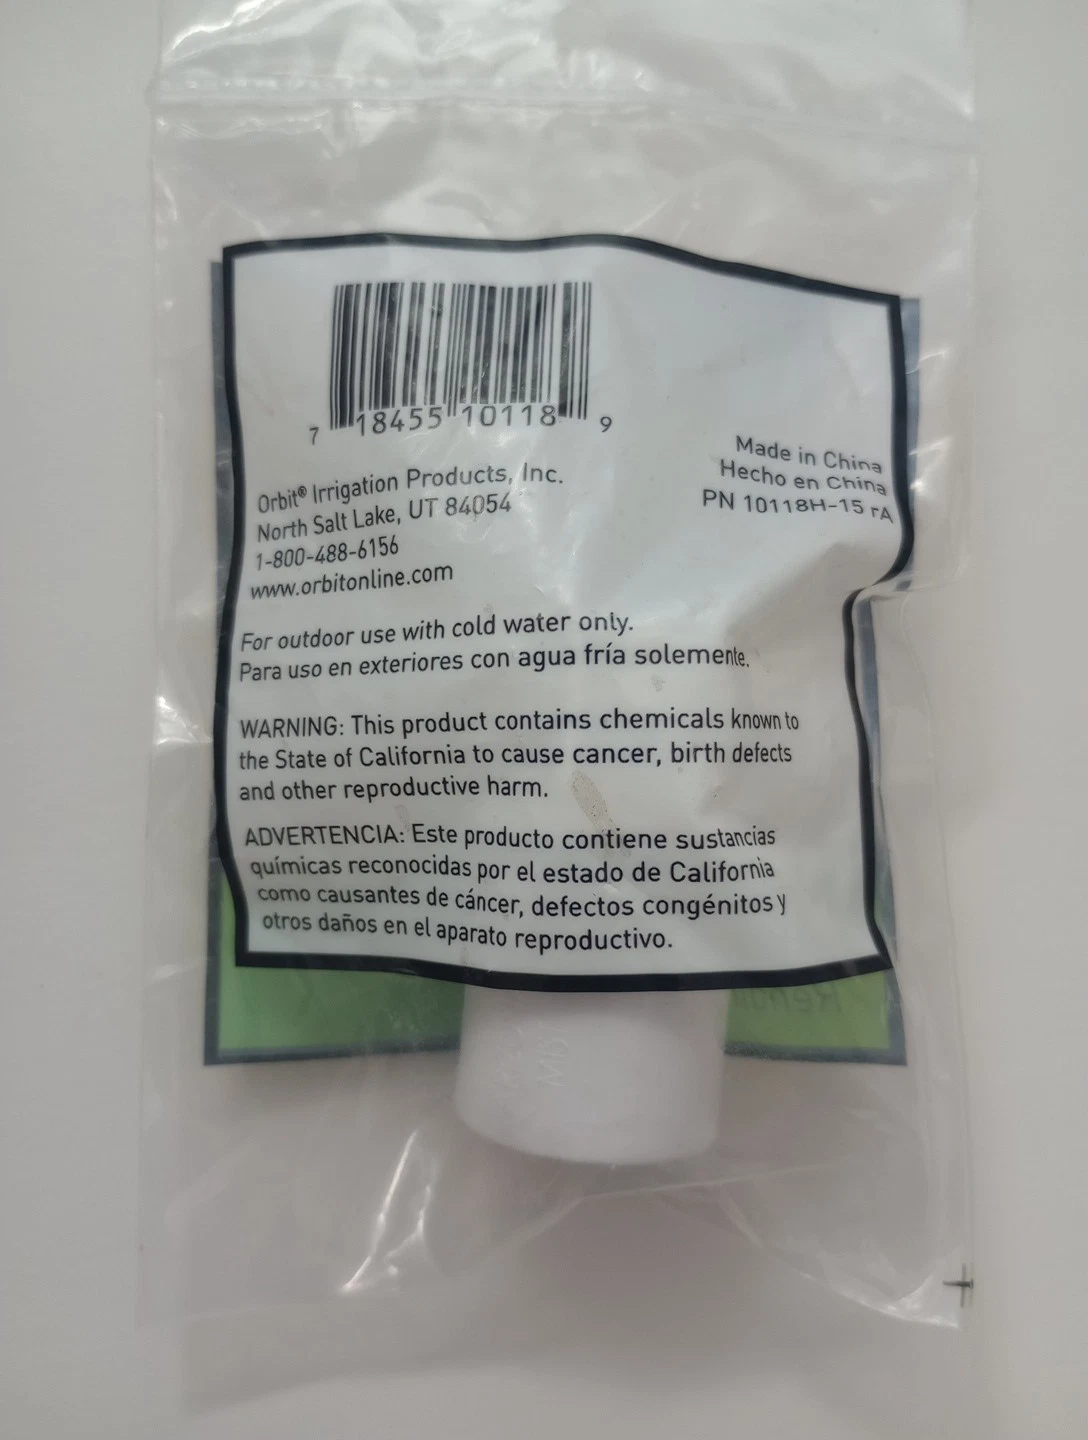 7 18455 10118 9
Orbit® Irrigation Products, Inc.
North Salt Lake, UT 84054
1-800-488-6156
www.orbitonline.com
Made in China
Hecho en China
PN 10118H-15 rA
For outdoor use with cold water only.
Para uso en exteriores con agua fría solemente.
WARNING: This product contains chemicals known to
the State of California to cause cancer, birth defects
and other reproductive harm.
ADVERTENCIA: Este producto contiene sustancias
químicas reconocidas por el estado de California
como causantes de cáncer, defectos congénitos y
otros daños en el aparato reproductivo.